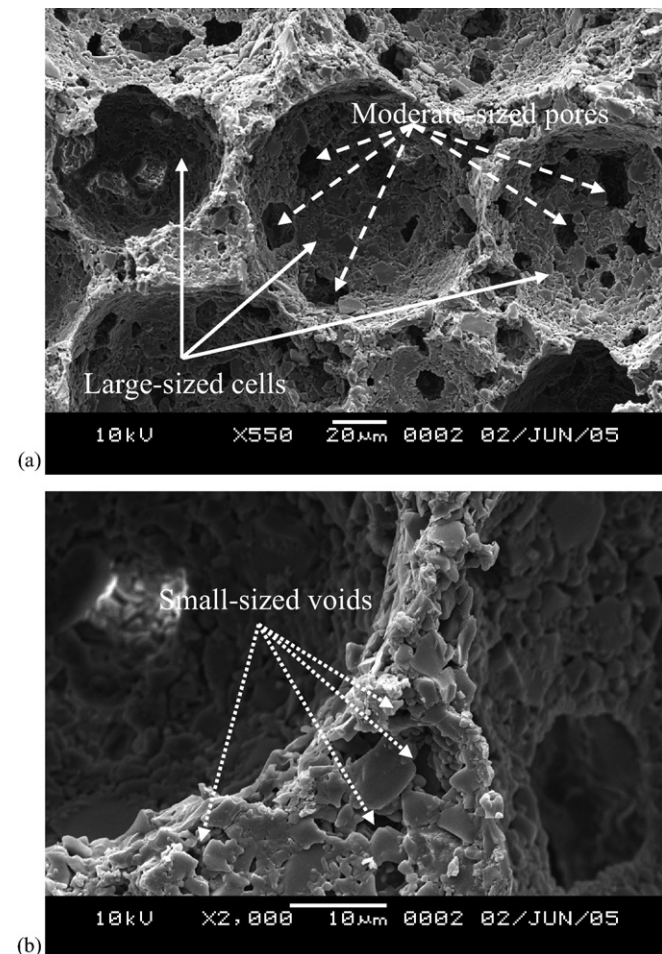 Moderate-sized pores
Large-sized cells
10kV X550 20μm 0002 02/JUN/05
(a)
Small-sized voids
10kV X2,000 10μm 0002 02/JUN/05
(b)